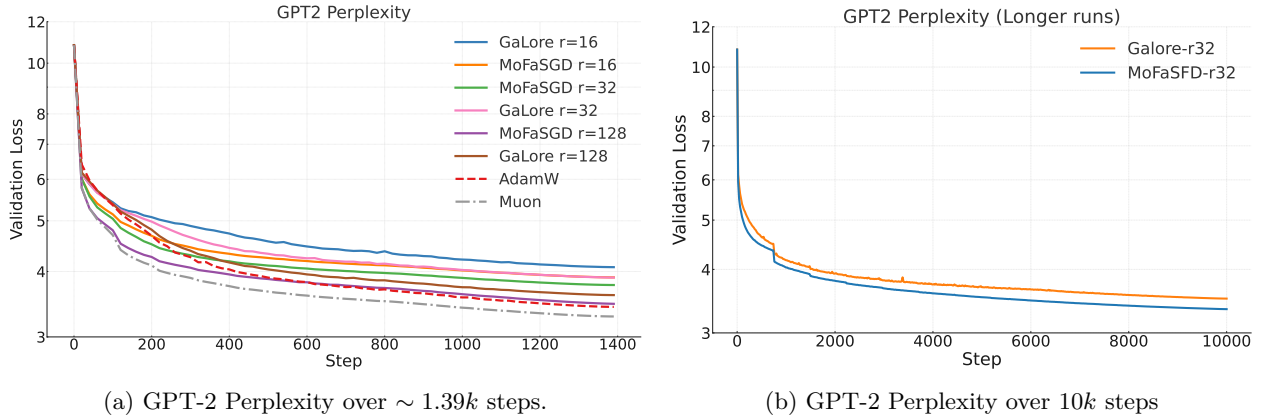 GPT2 Perplexity
12
10
8
7
6
5
4
3
Validation Loss
0
200
400
600
800
1000
1200
1400
Step
GaLore r=16
MoFaSGD r=16
MoFaSGD r=32
GaLore r=32
MoFaSGD r=128
GaLore r=128
AdamW
Muon
(a) GPT-2 Perplexity over ∼ 1.39k steps.
GPT2 Perplexity (Longer runs)
12
10
8
7
6
5
4
3
Validation Loss
0
2000
4000
6000
8000
10000
Step
Galore-r32
MoFaSFD-r32
(b) GPT-2 Perplexity over 10k steps